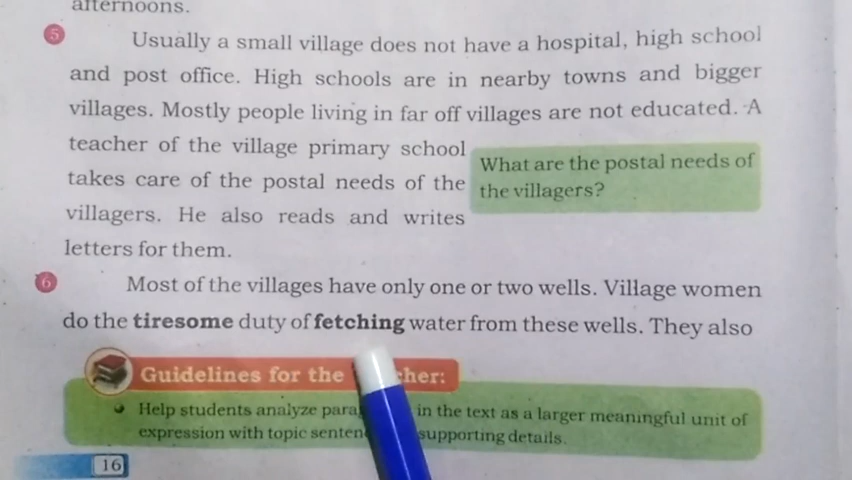 afternoons.
5 Usually a small village does not have a hospital, high school
and post office. High schools are in nearby towns and bigger
villages. Mostly people living in far off villages are not educated. A
teacher of the village primary school
takes care of the postal needs of the
villagers. He also reads and writes
letters for them.
What are the postal needs of
the villagers?
6 Most of the villages have only one or two wells. Village women
do the tiresome duty of fetching water from these wells. They also
Guidelines for the cher:
Help students analyze in the text as a larger meaningful unit of
expression with topic supporting details.
16